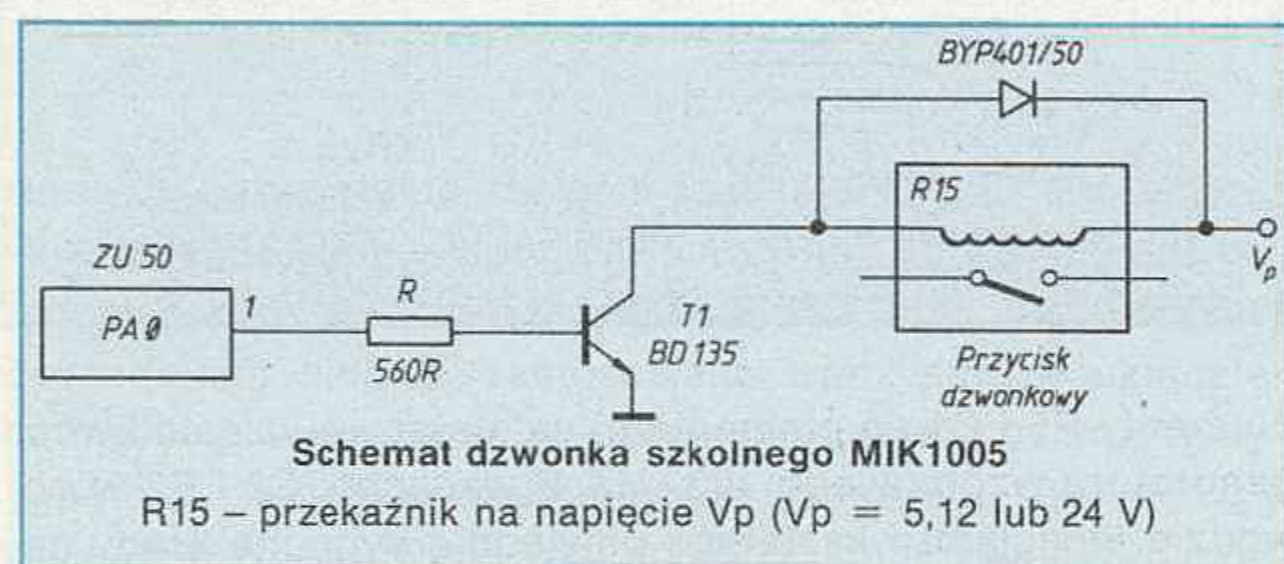 BYP401/50
R15
ZU 50
PA0
1
R
560R
T1
BD 135
Vp
Przycisk
dzwonkowy
Schemat dzwonka szkolnego MIK1005
R15 – przekaźnik na napięcie Vp (Vp = 5,12 lub 24 V)